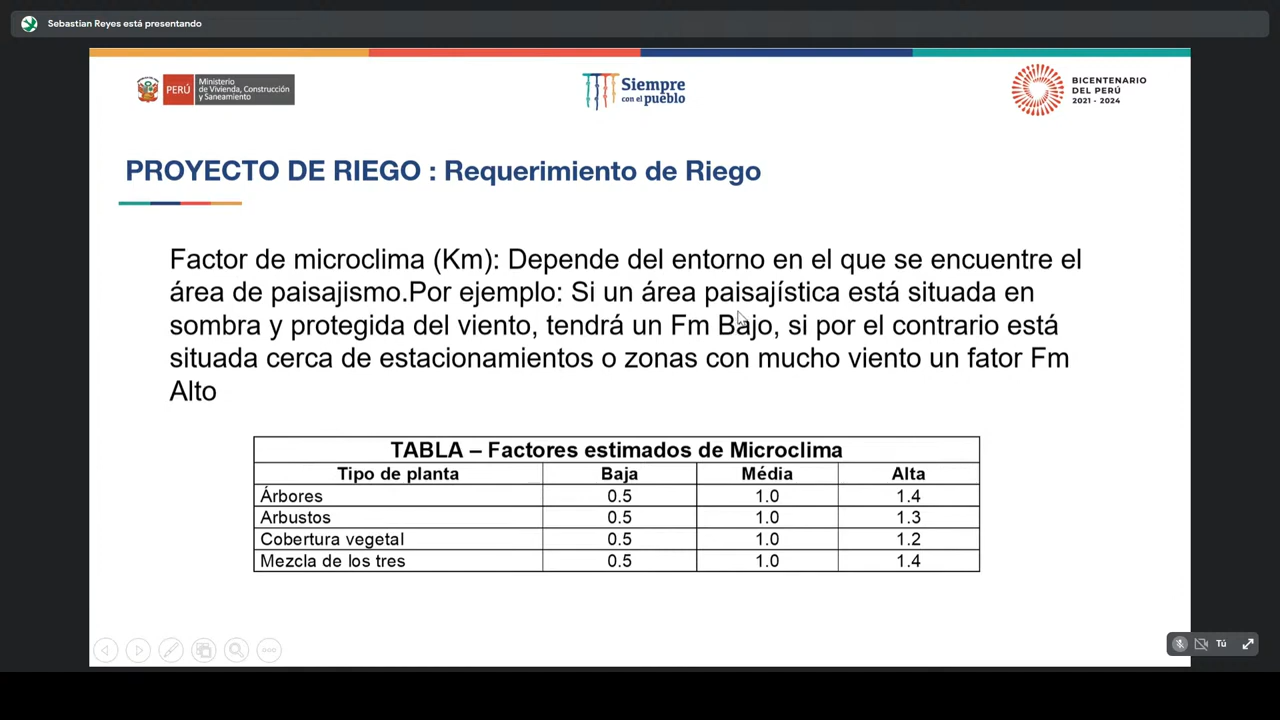 Sebastian Reyes está presentando
PERÚ
Ministerio
de Vivienda, Construcción
y Saneamiento
Siempre
con el pueblo
BICENTENARIO
DEL PERÚ
2021 - 2024
PROYECTO DE RIEGO : Requerimiento de Riego
Factor de microclima (Km): Depende del entorno en el que se encuentre el
área de paisajismo.Por ejemplo: Si un área paisajística está situada en
sombra y protegida del viento, tendrá un Fm Bajo, si por el contrario está
situada cerca de estacionamientos o zonas con mucho viento un fator Fm
Alto
TABLA – Factores estimados de Microclima
Tipo de planta Baja Média Alta
Árbores 0.5 1.0 1.4
Arbustos 0.5 1.0 1.3
Cobertura vegetal 0.5 1.0 1.2
Mezcla de los tres 0.5 1.0 1.4
Tú